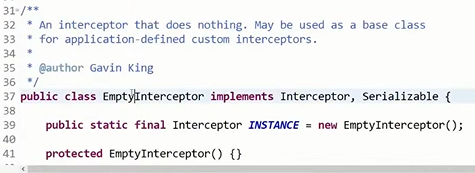 31 /**
32 * An interceptor that does nothing. May be used as a base class
33 * for application-defined custom interceptors.
34 *
35 * @author Gavin King
36 */
37 public class EmptyInterceptor implements Interceptor, Serializable {
38
39 public static final Interceptor INSTANCE = new EmptyInterceptor();
40
41 protected EmptyInterceptor() {}